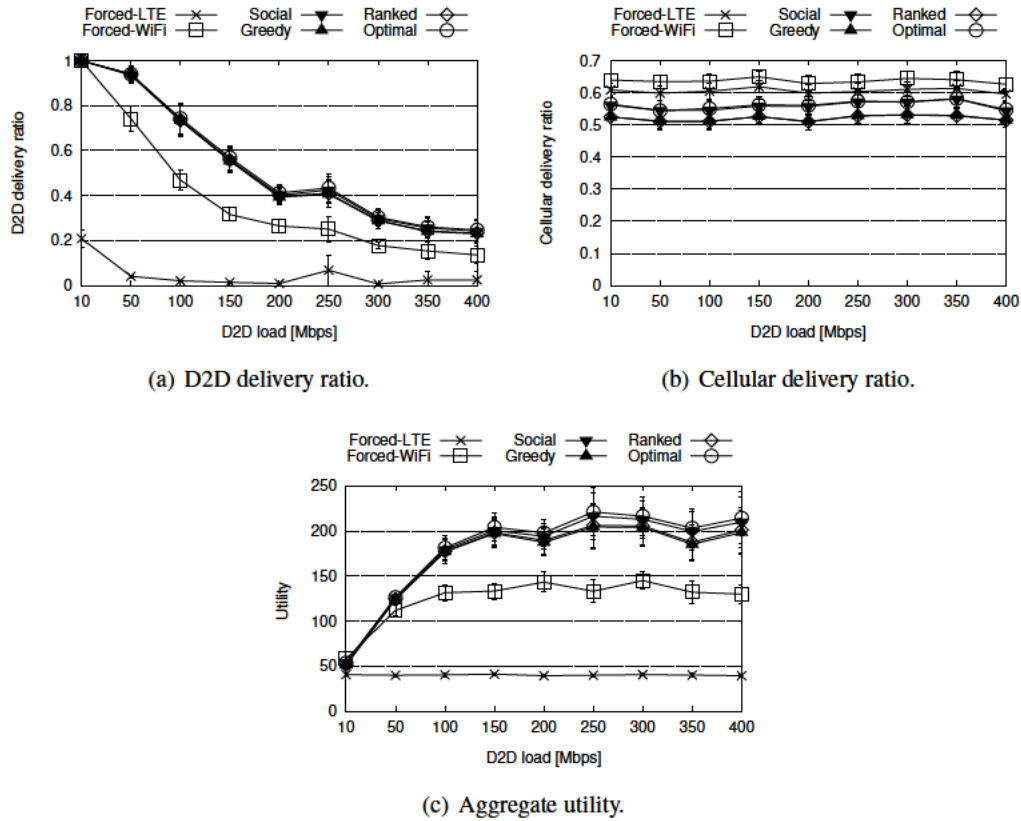 Forced-LTE Social Ranked
Forced-WiFi Greedy Optimal
1
0.8
0.6
0.4
0.2
0
D2D delivery ratio
10 50 100 150 200 250 300 350 400
D2D load [Mbps]
(a) D2D delivery ratio.
Forced-LTE Social Ranked
Forced-WiFi Greedy Optimal
0.7
0.6
0.5
0.4
0.3
0.2
0.1
0
Cellular delivery ratio
10 50 100 150 200 250 300 350 400
D2D load [Mbps]
(b) Cellular delivery ratio.
Forced-LTE Social Ranked
Forced-WiFi Greedy Optimal
250
200
150
100
50
0
Utility
10 50 100 150 200 250 300 350 400
D2D load [Mbps]
(c) Aggregate utility.